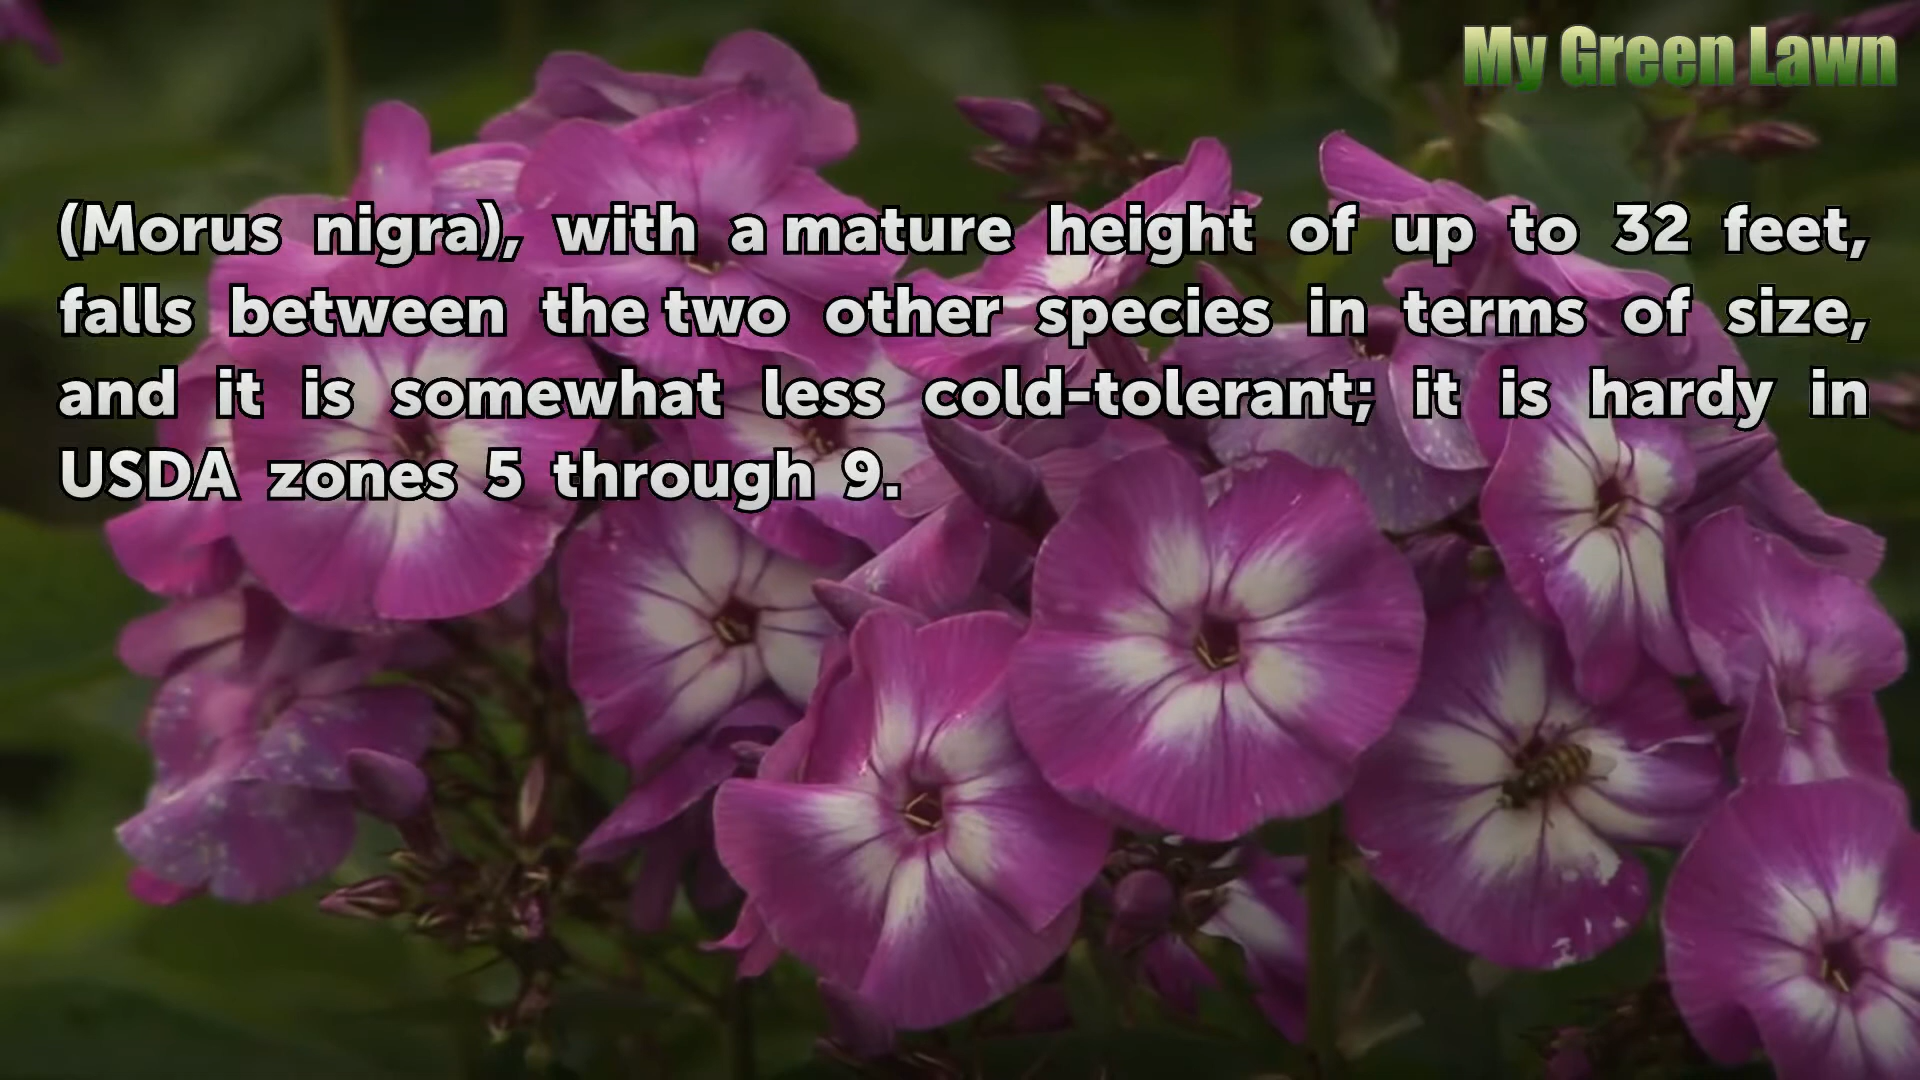 My Green Lawn
(Morus nigra), with a mature height of up to 32 feet,
falls between the two other species in terms of size,
and it is somewhat less cold-tolerant; it is hardy in
USDA zones 5 through 9.